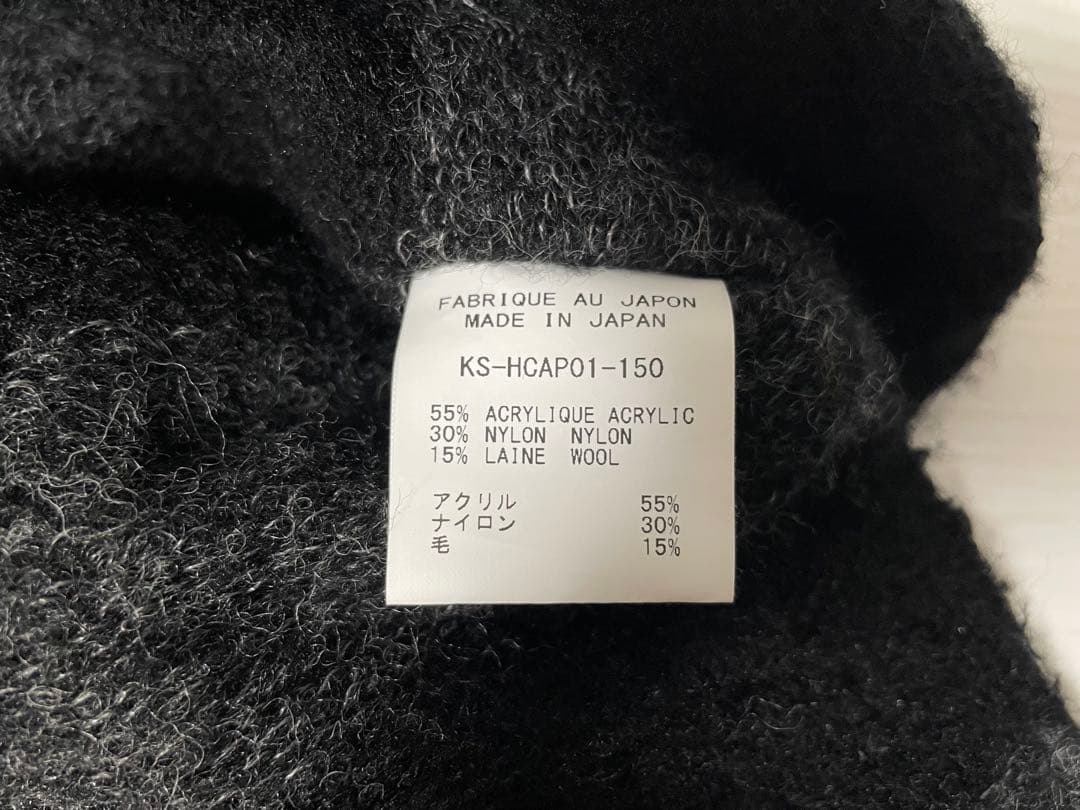 FABRIQUE AU JAPON
MADE IN JAPAN
KS-HCAP01-150
55% ACRYLIQUE ACRYLIC
30% NYLON NYLON
15% LAINE WOOL
アクリル 55%
ナイロン 30%
毛 15%